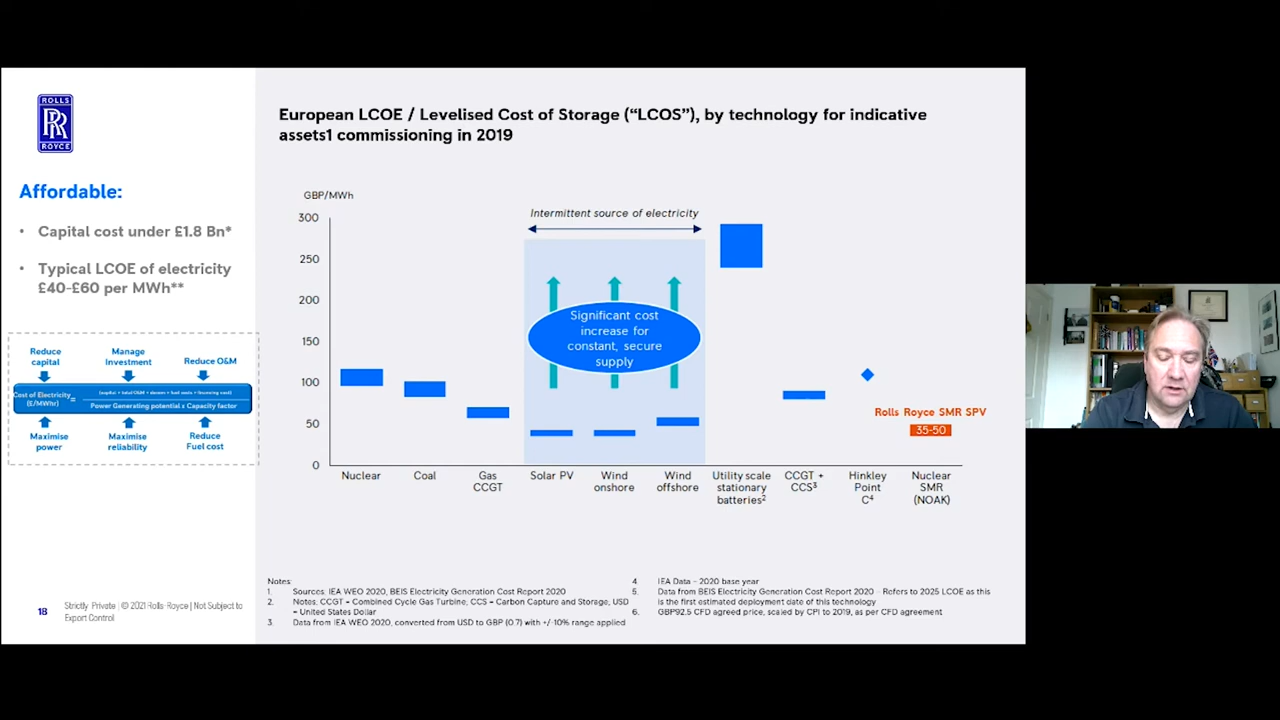 ROLLS
RR
ROYCE
Affordable:
• Capital cost under £1.8 Bn*
• Typical LCOE of electricity
£40-£60 per MWh**
Reduce
capital
Manage
Investment
Reduce O&M
Cost of Electricity
(£/MWhr)
=
(capital + total O&M + decom + fuel costs + financing cost)
Power Generating potential x Capacity factor
Maximise
power
Maximise
reliability
Reduce
Fuel cost
18
Strictly Private | © 2021 Rolls-Royce | Not Subject to
Export Control
European LCOE / Levelised Cost of Storage (“LCOS”), by technology for indicative
assets1 commissioning in 2019
GBP/MWh
300
250
200
150
100
50
0
Intermittent source of electricity
Significant cost
increase for
constant, secure
supply
Rolls Royce SMR SPV
35-50
Nuclear
Coal
Gas
CCGT
Solar PV
Wind
onshore
Wind
offshore
Utility scale
stationary
batteries2
CCGT +
CCS3
Hinkley
Point
C4
Nuclear
SMR
(NOAK)
Notes:
1. Sources: IEA WEO 2020, BEIS Electricity Generation Cost Report 2020
2. Notes; CCGT = Combined Cycle Gas Turbine; CCS = Carbon Capture and Storage, USD
= United States Dollar
3. Data from IEA WEO 2020, converted from USD to GBP (0.7) with +/-10% range applied
4 IEA Data – 2020 base year
5. Data from BEIS Electricity Generation Cost Report 2020 – Refers to 2025 LCOE as this
is the first estimated deployment date of this technology
6. GBP92.5 CFD agreed price, scaled by CPI to 2019, as per CFD agreement